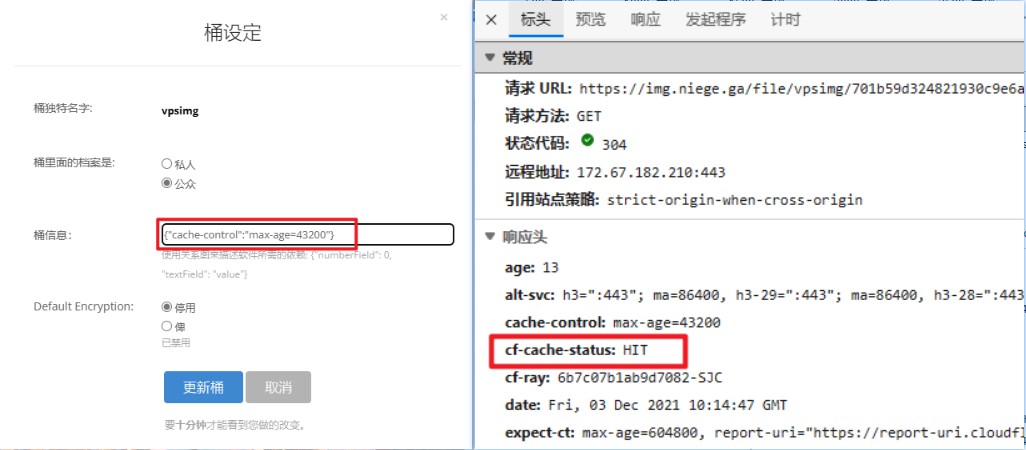 桶设定
×
桶独特名字:
vpsimg
桶里面的档案是:
私人
公众
桶信息:
{"cache-control":"max-age=43200"}
使用关系图来描述软件所需的依赖: {"numberField": 0,
"textField": "value"}
Default Encryption:
停用
俾
已禁用
更新桶
取消
要十分钟才能看到您做的改变。
× 标头 预览 响应 发起程序 计时
常规
请求 URL: https://img.niege.ga/file/vpsimg/701b59d324821930c9e6a
请求方法: GET
状态代码: 304
远程地址: 172.67.182.210:443
引用站点策略: strict-origin-when-cross-origin
响应头
age: 13
alt-svc: h3=":443"; ma=86400, h3-29=":443"; ma=86400, h3-28=":443
cache-control: max-age=43200
cf-cache-status: HIT
cf-ray: 6b7c07b1ab9d7082-SJC
date: Fri, 03 Dec 2021 10:14:47 GMT
expect-ct: max-age=604800, report-uri="https://report-uri.cloudfl